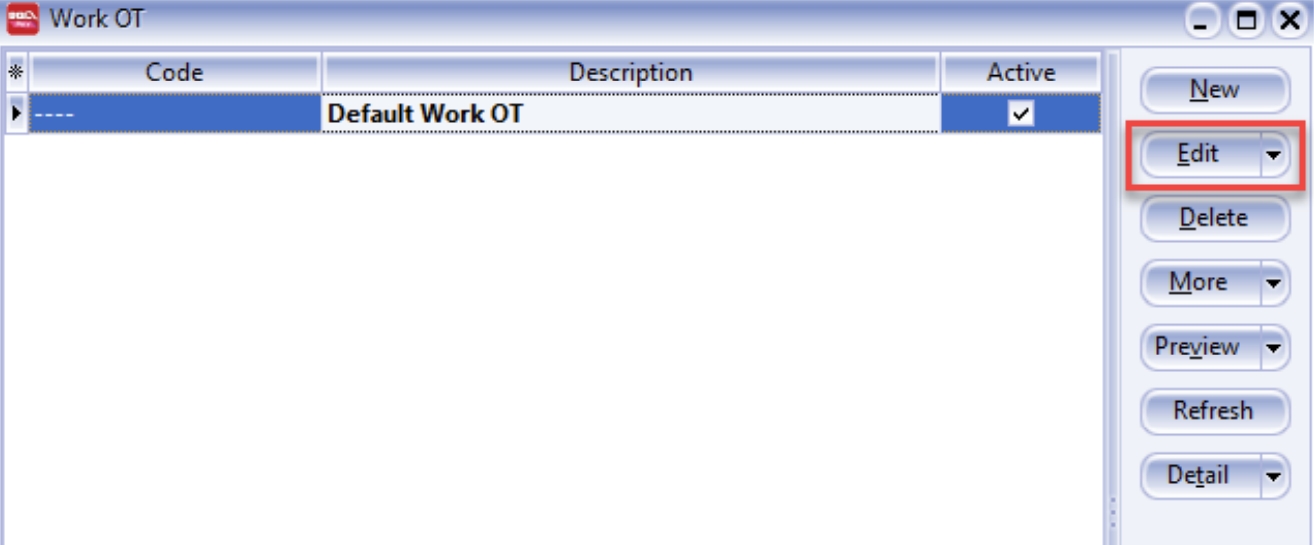 Work OT
Code Description Active
---- Default Work OT
New
Edit
Delete
More
Preview
Refresh
Detail